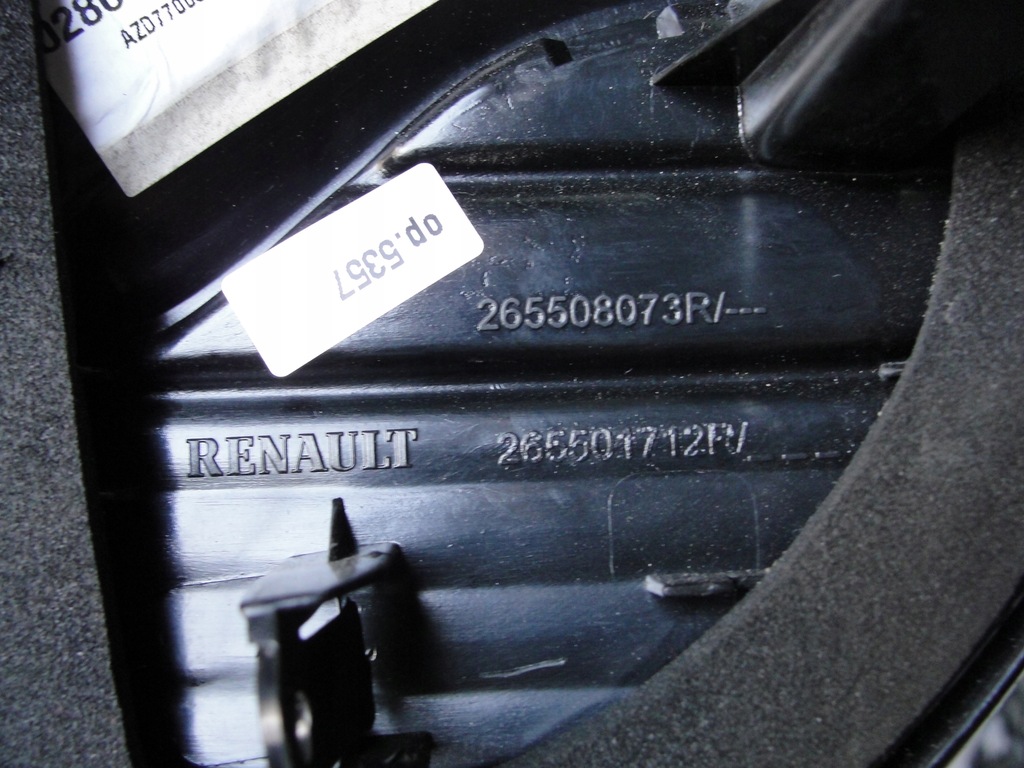 op.5357
265508073R/---
RENAULT 265501712R/_ _ _ _